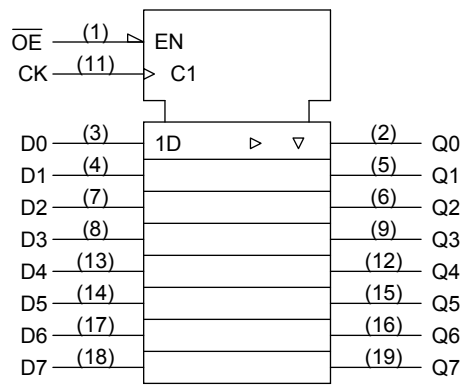 OE (1) EN
CK (11) C1
D0 (3) 1D (2) Q0
D1 (4) (5) Q1
D2 (7) (6) Q2
D3 (8) (9) Q3
D4 (13) (12) Q4
D5 (14) (15) Q5
D6 (17) (16) Q6
D7 (18) (19) Q7